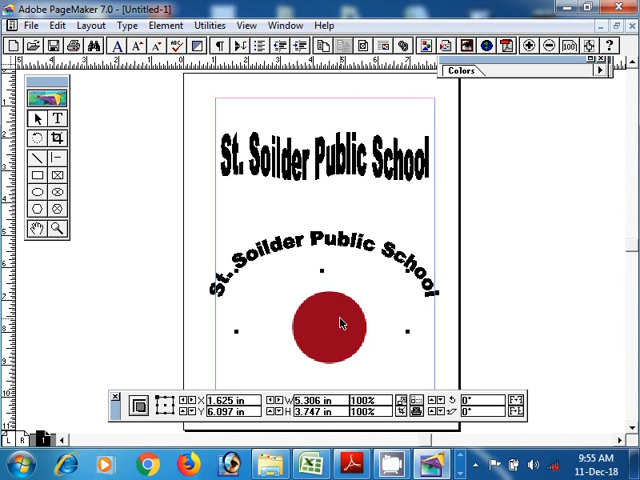 Adobe PageMaker 7.0 - [Untitled-1]
File Edit Layout Type Element Utilities View Window Help
Colors
St. Soilder Public School
St. Soilder Public School
X 1.625 in W 5.306 in 100% 0°
Y 6.097 in H 3.747 in 100% 0°
L R 1
9:55 AM
11-Dec-18